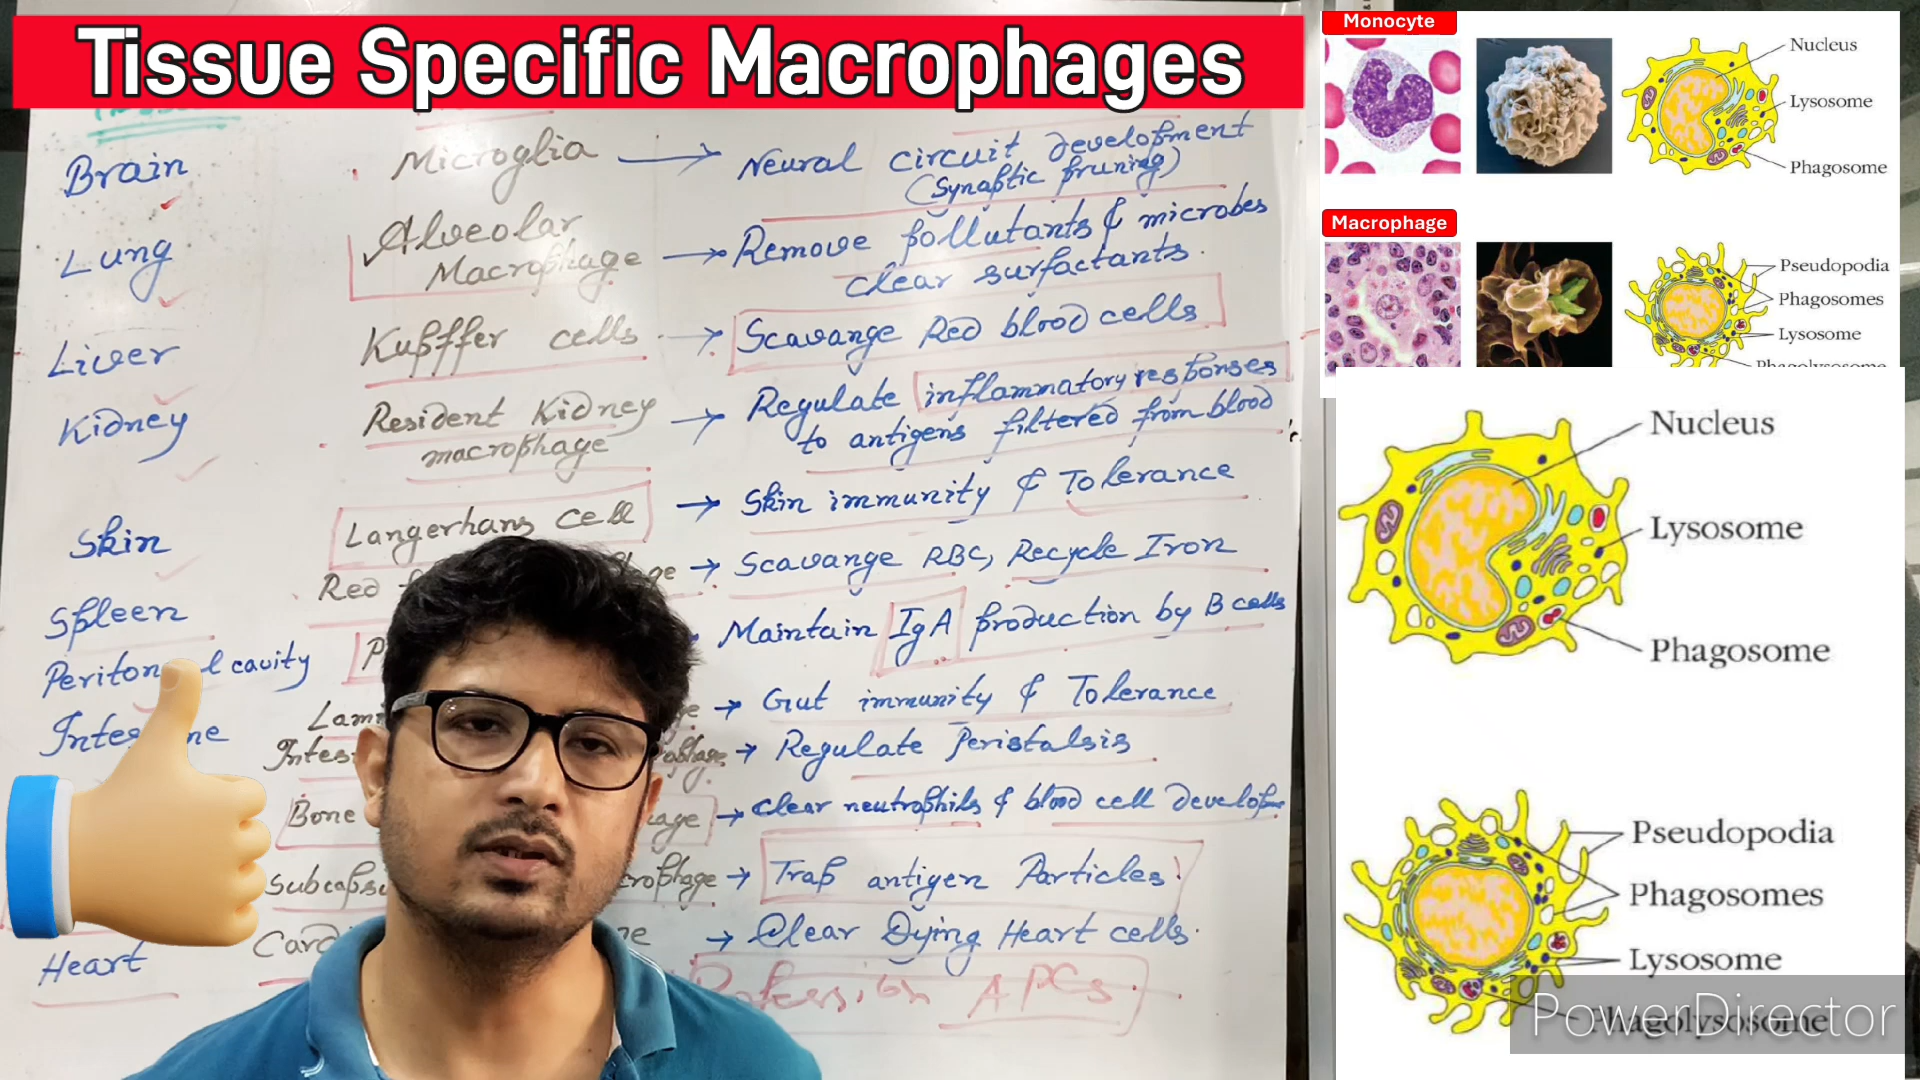 Tissue Specific Macrophages
Brain
Microglia
Neural circuit development
(Synaptic pruning)
Lung
Alveolar
Macrophage
Remove pollutants & microbes
clear surfactants.
Liver
Kupffer cells
Scavange Red blood cells
Kidney
Resident Kidney
macrophage
Regulate inflammatory responses
to antigens filtered from blood
Skin
Langerhans Cell
Skin immunity & Tolerance
Spleen
Red
Scavange RBC, Recycle Iron
Maintain IgA production by B cells
cavity
Gut immunity & Tolerance
Regulate Peristalsis
Bone
clear neutrophils & blood cell develop
Trap antigen Particles
Heart
Clear Dying Heart cells.
APCs
Monocyte
Nucleus
Lysosome
Phagosome
Macrophage
Pseudopodia
Phagosomes
Lysosome
Phagolysosome
Nucleus
Lysosome
Phagosome
Pseudopodia
Phagosomes
Lysosome
Phagolysosome
PowerDirector